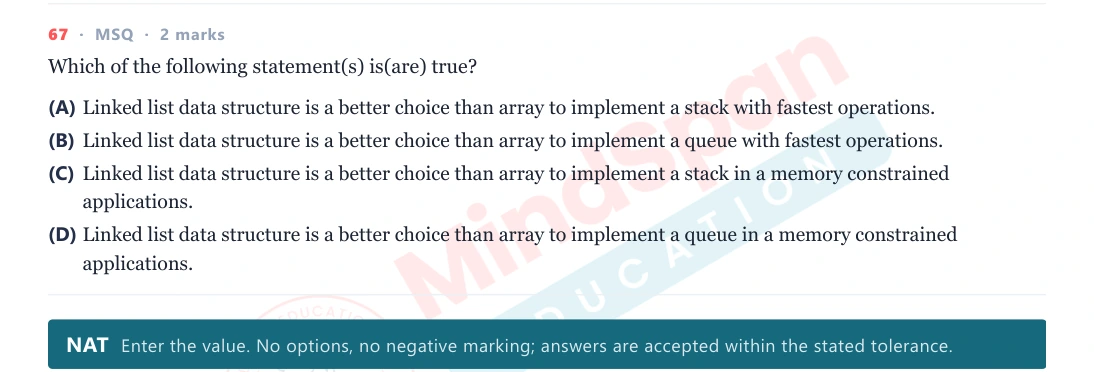 67 · MSQ · 2 marks
Which of the following statement(s) is(are) true?
(A) Linked list data structure is a better choice than array to implement a stack with fastest operations.
(B) Linked list data structure is a better choice than array to implement a queue with fastest operations.
(C) Linked list data structure is a better choice than array to implement a stack in a memory constrained
applications.
(D) Linked list data structure is a better choice than array to implement a queue in a memory constrained
applications.
MindSpan
EDUCATION
EDUCATI
NAT Enter the value. No options, no negative marking; answers are accepted within the stated tolerance.